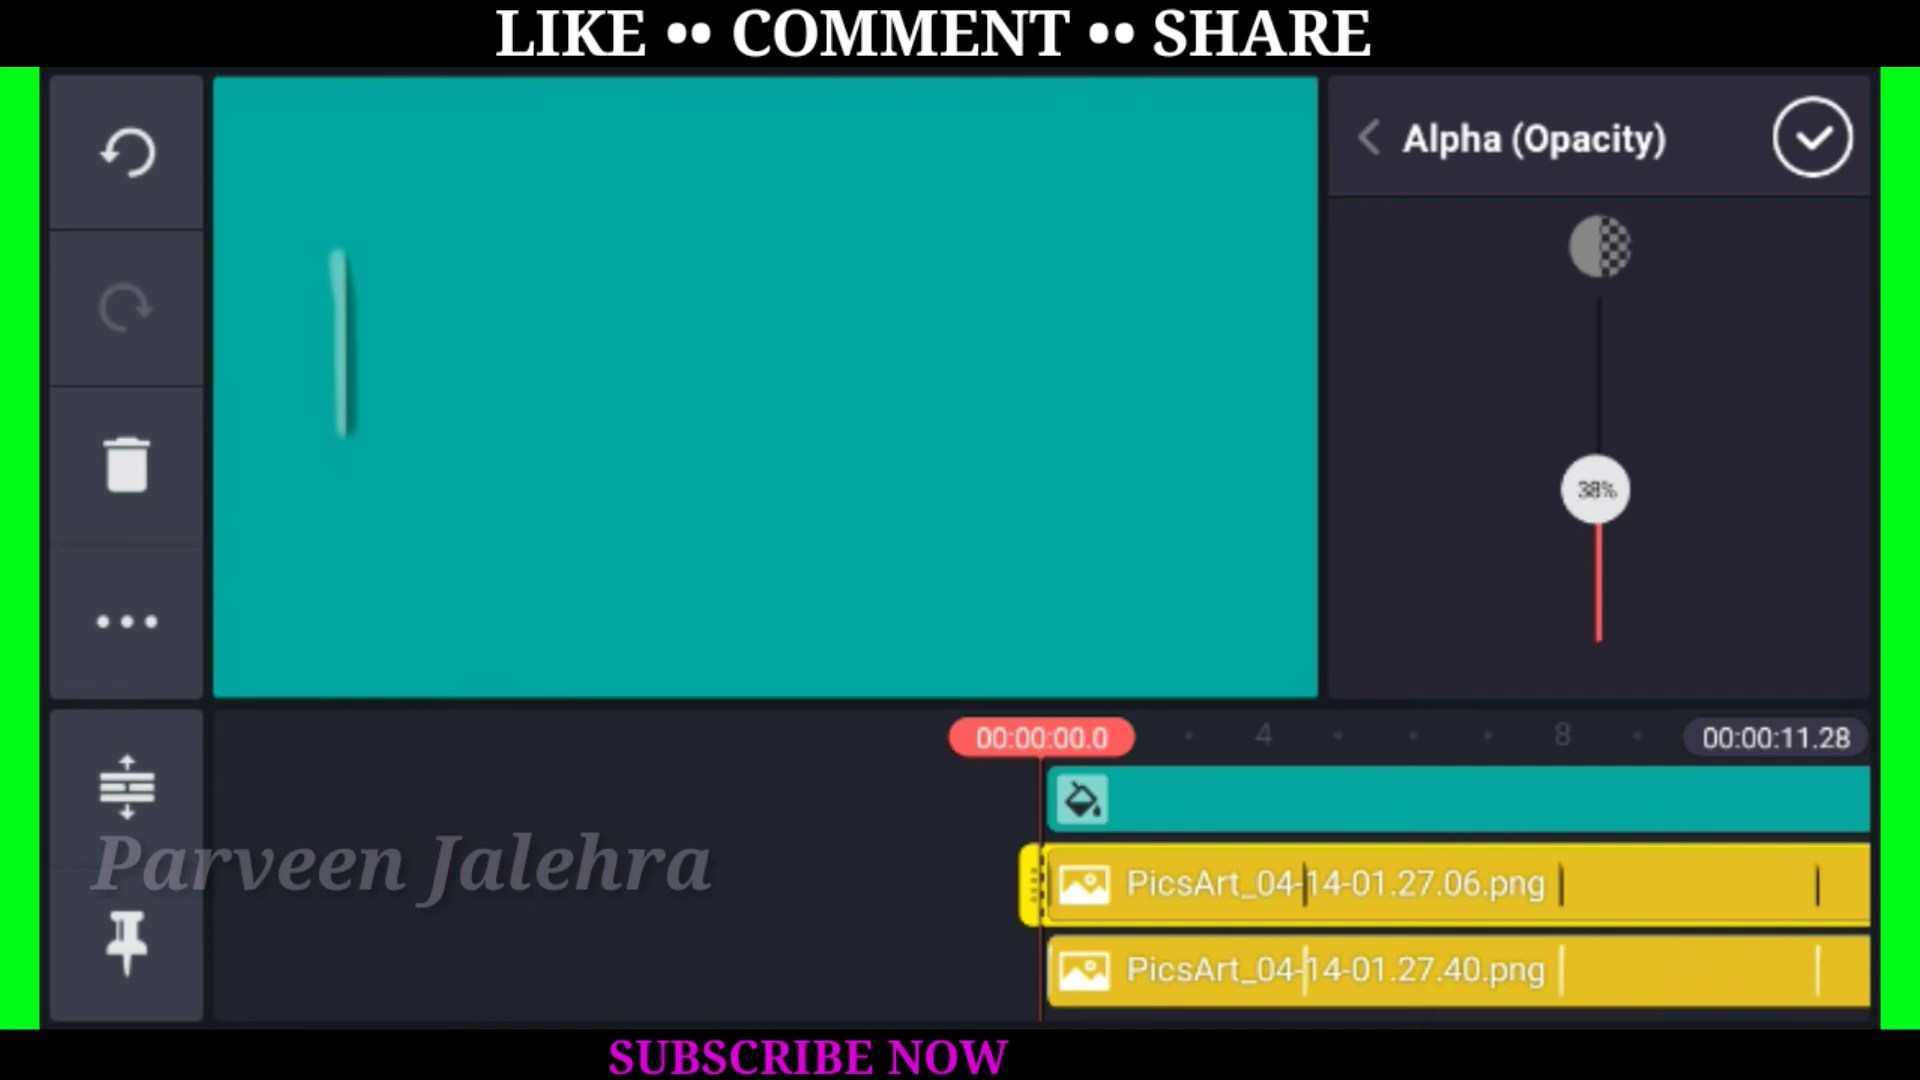 LIKE •• COMMENT •• SHARE
Alpha (Opacity)
38%
00:00:00.0
4
8
00:00:11.28
PicsArt_04-14-01.27.06.png
Parveen Jalehra
PicsArt_04-14-01.27.40.png
SUBSCRIBE NOW